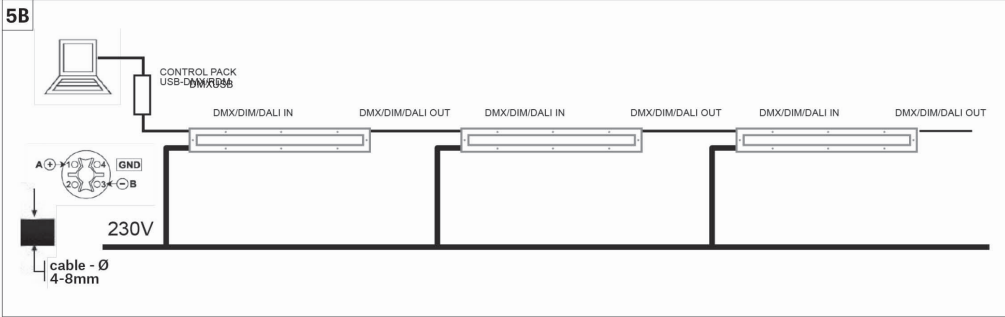 5B
CONTROL PACK
USB-DMX/RDM
DMXUSB
DMX/DIM/DALI IN
DMX/DIM/DALI OUT
DMX/DIM/DALI IN
DMX/DIM/DALI OUT
DMX/DIM/DALI IN
DMX/DIM/DALI OUT
A + 1 4 GND
2 3 − B
230V
cable - Ø
4-8mm